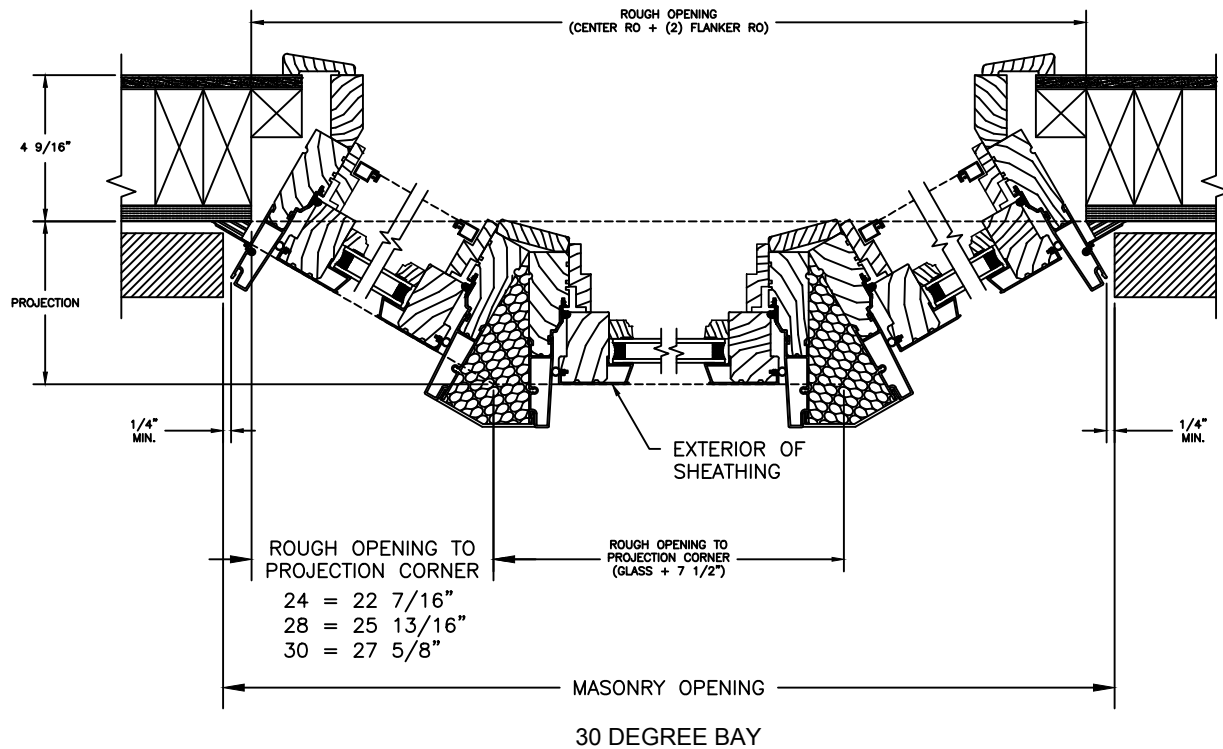 ROUGH OPENING
(CENTER RO + (2) FLANKER RO)
4 9/16”
PROJECTION
1/4”
MIN.
1/4”
MIN.
EXTERIOR OF
SHEATHING
ROUGH OPENING TO
PROJECTION CORNER
24 = 22 7/16”
28 = 25 13/16”
30 = 27 5/8”
ROUGH OPENING TO
PROJECTION CORNER
(GLASS + 7 1/2”)
MASONRY OPENING
30 DEGREE BAY